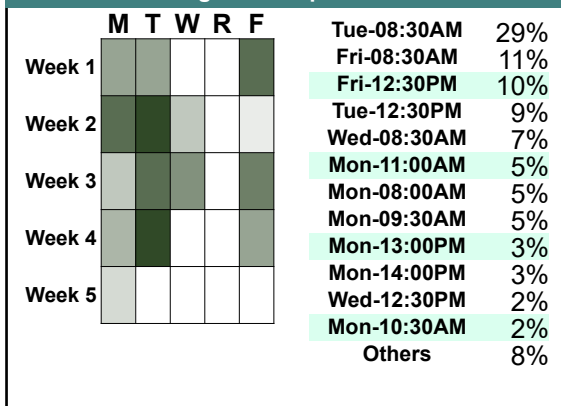 M T W R F
Week 1
Week 2
Week 3
Week 4
Week 5
Tue-08:30AM 29%
Fri-08:30AM 11%
Fri-12:30PM 10%
Tue-12:30PM 9%
Wed-08:30AM 7%
Mon-11:00AM 5%
Mon-08:00AM 5%
Mon-09:30AM 5%
Mon-13:00PM 3%
Mon-14:00PM 3%
Wed-12:30PM 2%
Mon-10:30AM 2%
Others 8%